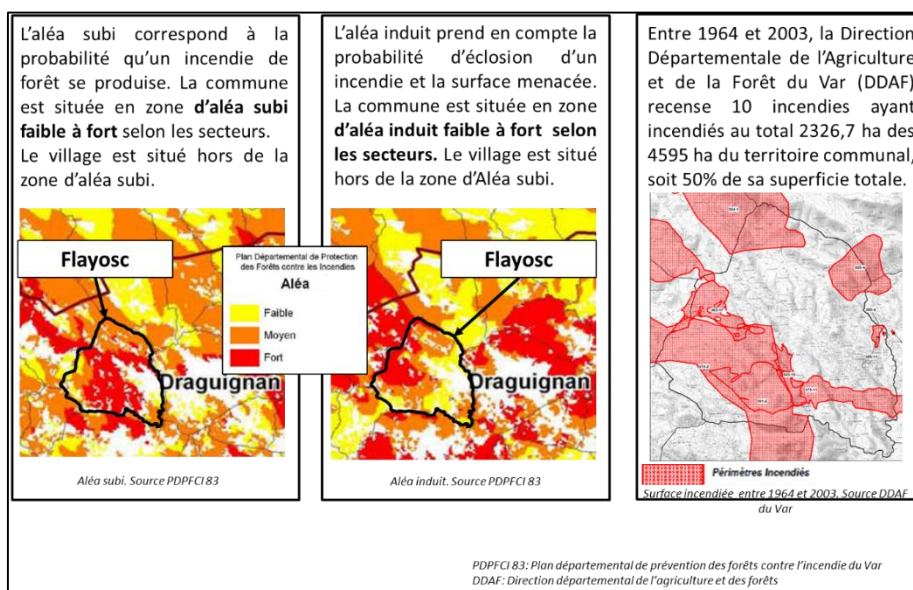 L'aléa subi correspond à la
probabilité qu'un incendie de
forêt se produise. La commune
est située en zone d'aléa subi
faible à fort selon les secteurs.
Le village est situé hors de la
zone d'aléa subi.
Flayosc
Draguignan
Aléa subi. Source PDPFCI 83
Plan Départemental de Protection
des Forêts contre les Incendies
Aléa
Faible
Moyen
Fort
L'aléa induit prend en compte la
probabilité d'éclosion d'un
incendie et la surface menacée.
La commune est située en zone
d'aléa induit faible à fort selon
les secteurs. Le village est situé
hors de la zone d'Aléa subi.
Flayosc
Draguignan
Aléa induit. Source PDPFCI 83
Entre 1964 et 2003, la Direction
Départementale de l'Agriculture
et de la Forêt du Var (DDAF)
recense 10 incendies ayant
incendiés au total 2326,7 ha des
4595 ha du territoire communal,
soit 50% de sa superficie totale.
Périmètres Incendiés
Surface incendiée entre 1964 et 2003. Source DDAF
du Var
PDPFCI 83: Plan départemental de prévention des forêts contre l'incendie du Var
DDAF: Direction départemental de l'agriculture et des forêts